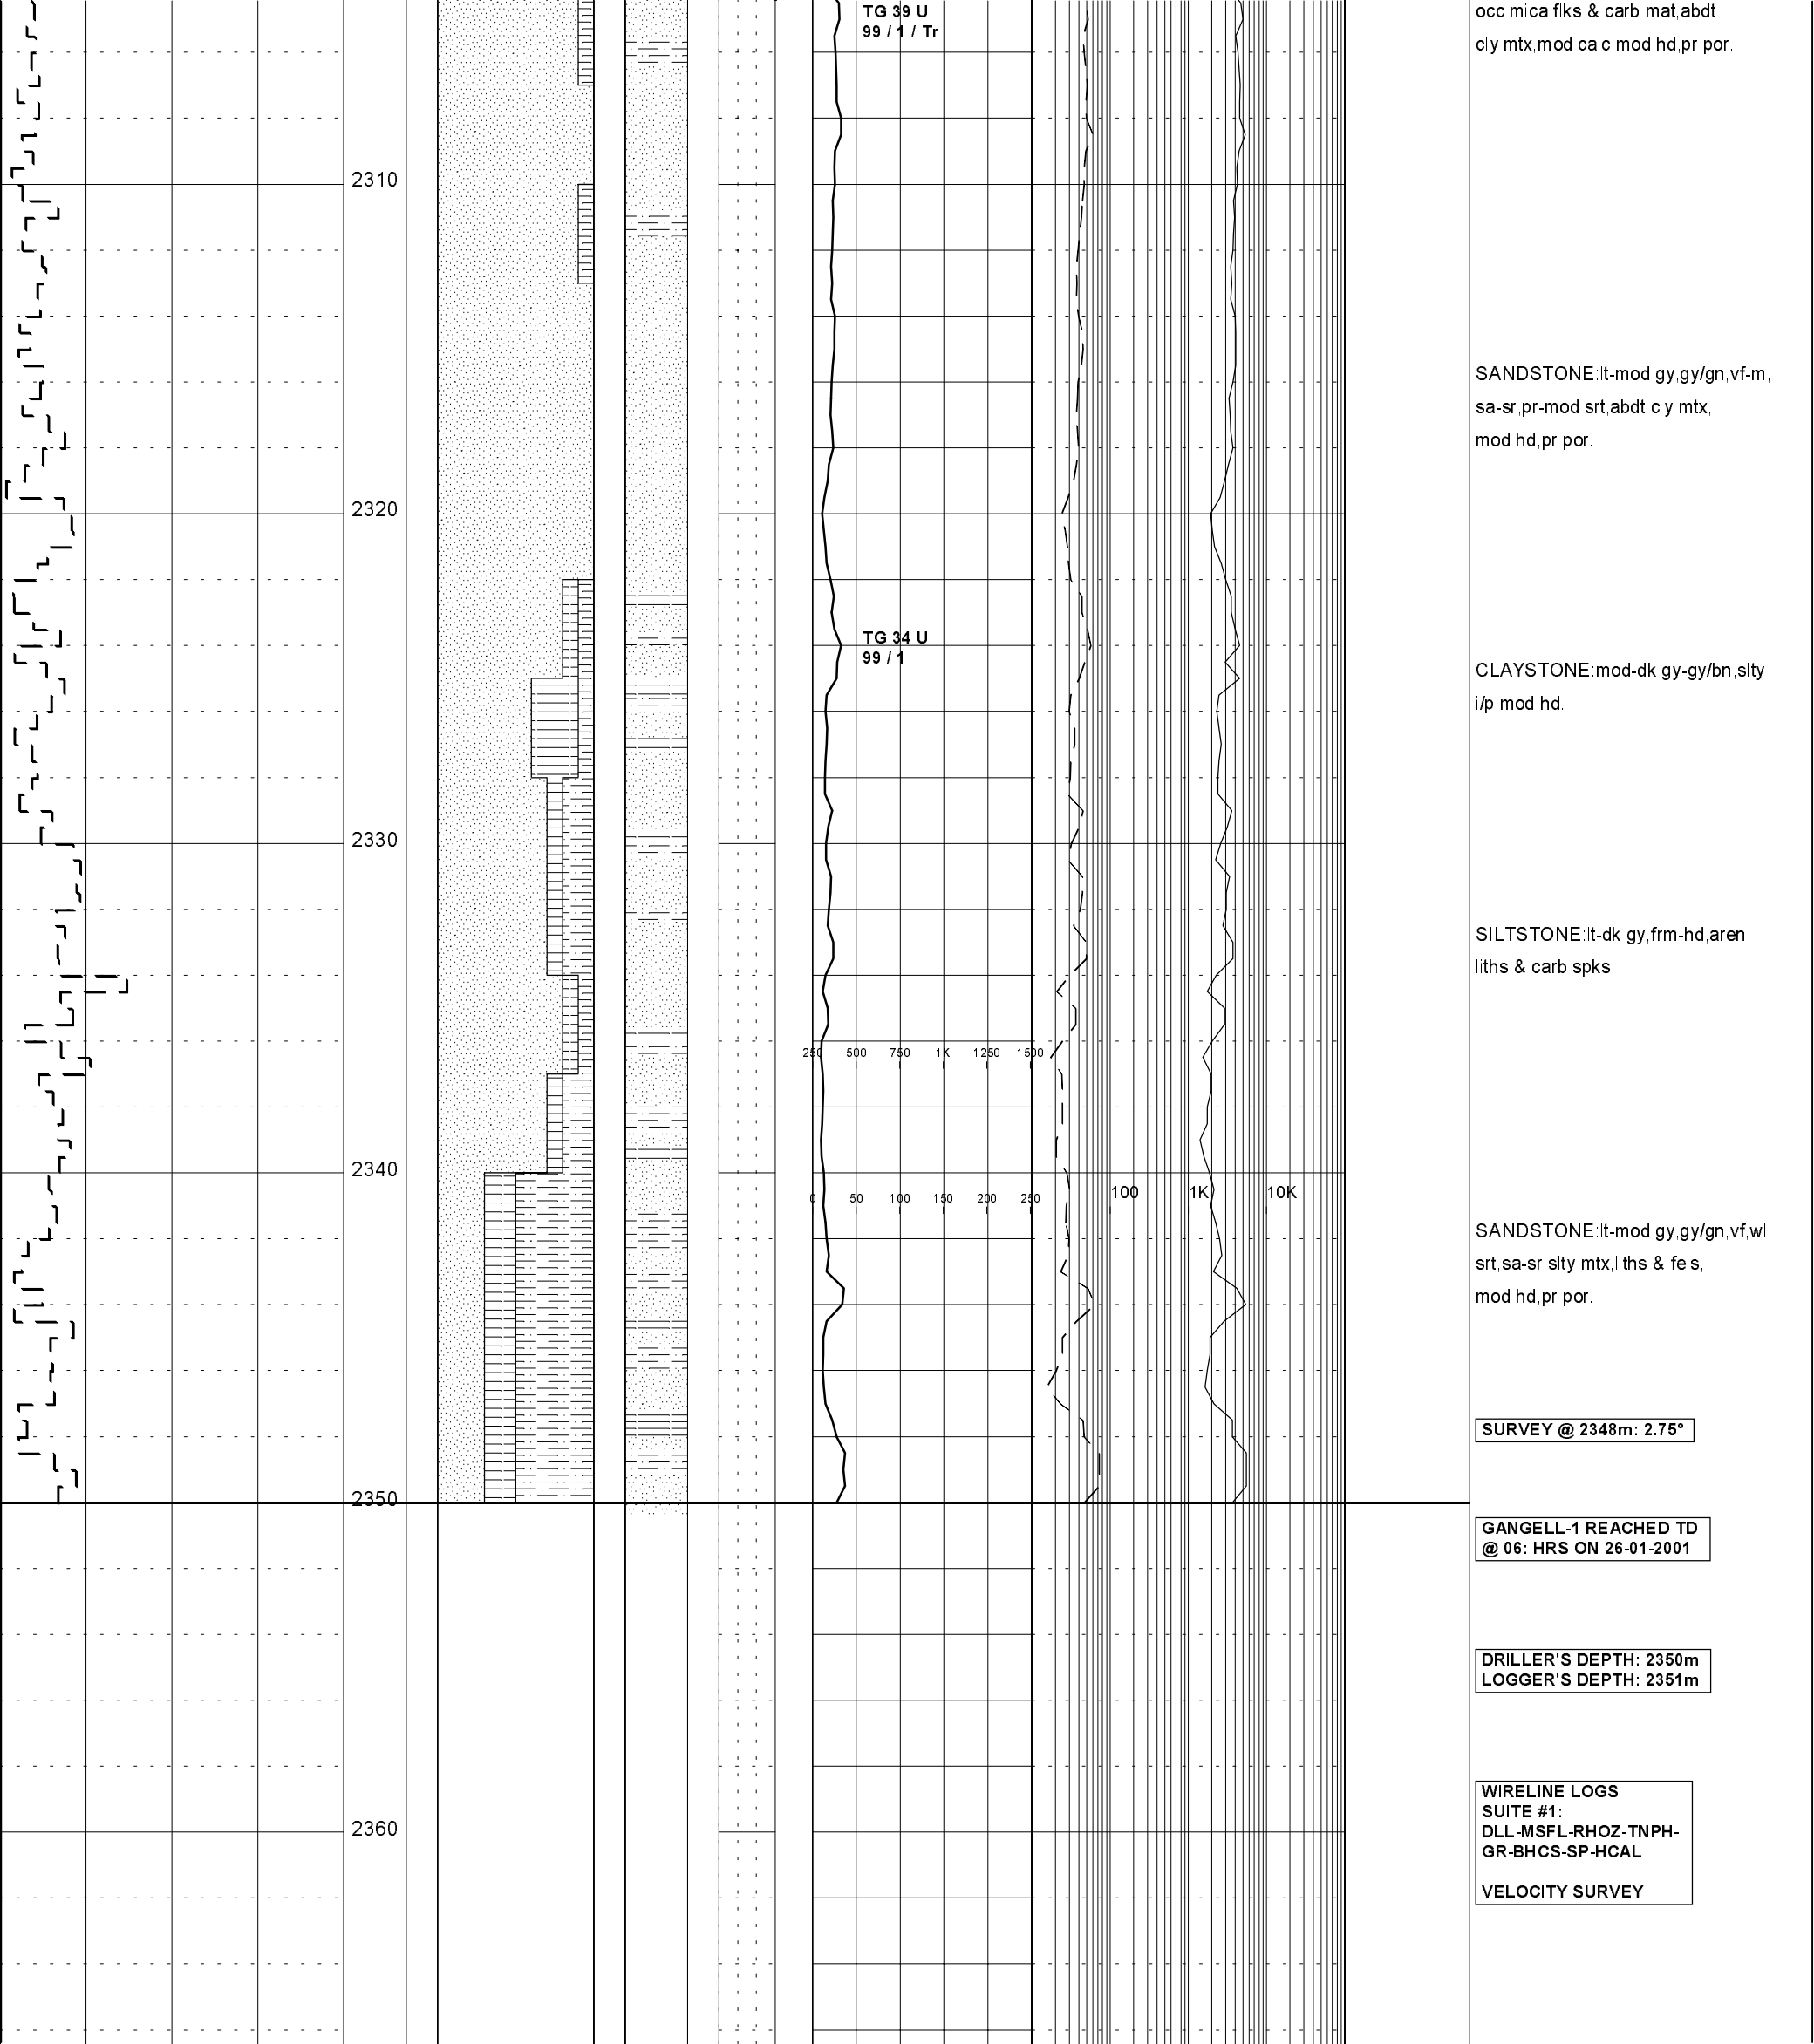 TG 39 U
99 / 1 / Tr
occ mica flks & carb mat,abdt
cly mtx,mod calc,mod hd,pr por.
2310
SANDSTONE:lt-mod gy,gy/gn,vf-m,
sa-sr,pr-mod srt,abdt cly mtx,
mod hd,pr por.
2320
TG 34 U
99 / 1
CLAYSTONE:mod-dk gy-gy/bn,slty
i/p,mod hd.
2330
SILTSTONE:lt-dk gy,frm-hd,aren,
liths & carb spks.
250 500 750 1K 1250 1500
2340
0 50 100 150 200 250 100 1K 10K
SANDSTONE:lt-mod gy,gy/gn,vf,wl
srt,sa-sr,slty mtx,liths & fels,
mod hd,pr por.
SURVEY @ 2348m: 2.75°
2350
GANGELL-1 REACHED TD
@ 06: HRS ON 26-01-2001
DRILLER'S DEPTH: 2350m
LOGGER'S DEPTH: 2351m
WIRELINE LOGS
SUITE #1:
DLL-MSFL-RHOZ-TNPH-
GR-BHCS-SP-HCAL
VELOCITY SURVEY
2360